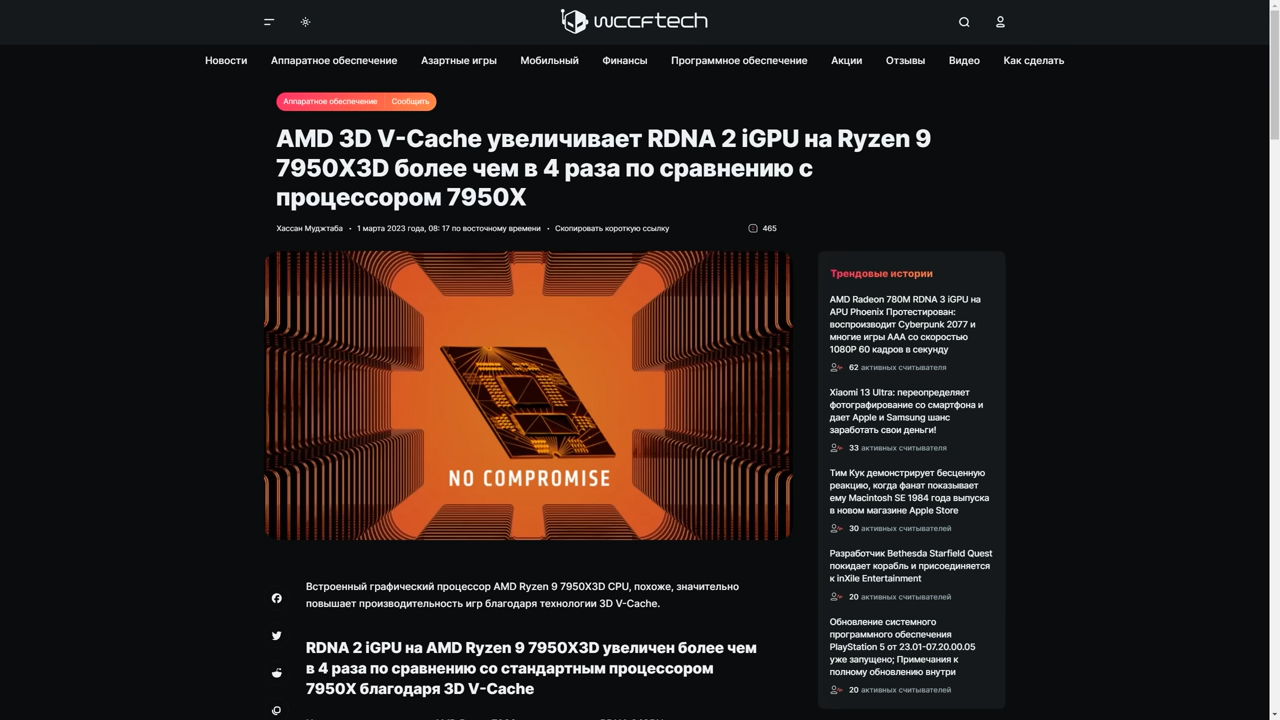 wccftech
Новости Аппаратное обеспечение Азартные игры Мобильный Финансы Программное обеспечение Акции Отзывы Видео Как сделать
Аппаратное обеспечение Сообщить
AMD 3D V-Cache увеличивает RDNA 2 iGPU на Ryzen 9
7950X3D более чем в 4 раза по сравнению с
процессором 7950X
Хассан Муджтаба • 1 марта 2023 года, 08: 17 по восточному времени • Скопировать короткую ссылку 465
NO COMPROMISE
Встроенный графический процессор AMD Ryzen 9 7950X3D CPU, похоже, значительно
повышает производительность игр благодаря технологии 3D V-Cache.
RDNA 2 iGPU на AMD Ryzen 9 7950X3D увеличен более чем
в 4 раза по сравнению со стандартным процессором
7950X благодаря 3D V-Cache
Трендовые истории
AMD Radeon 780M RDNA 3 iGPU на
APU Phoenix Протестирован:
воспроизводит Cyberpunk 2077 и
многие игры AAA со скоростью
1080P 60 кадров в секунду
62 активных считывателя
Xiaomi 13 Ultra: переопределяет
фотографирование со смартфона и
дает Apple и Samsung шанс
заработать свои деньги!
33 активных считывателя
Тим Кук демонстрирует бесценную
реакцию, когда фанат показывает
ему Macintosh SE 1984 года выпуска
в новом магазине Apple Store
30 активных считывателей
Разработчик Bethesda Starfield Quest
покидает корабль и присоединяется
к inXile Entertainment
20 активных считывателей
Обновление системного
программного обеспечения
PlayStation 5 от 23.01-07.20.00.05
уже запущено; Примечания к
полному обновлению внутри
20 активных считывателей